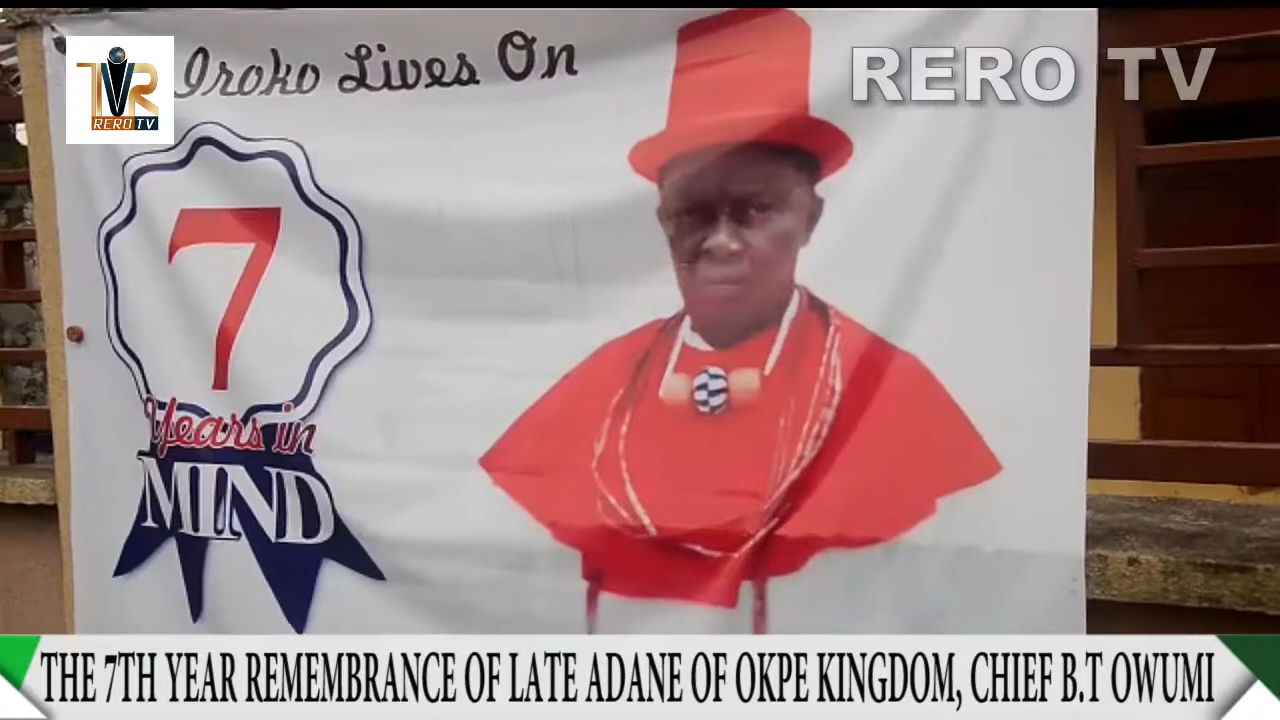 Iroko Lives On
RERO TV
TVR
RERO TV
7
Years in
MIND
THE 7TH YEAR REMEMBRANCE OF LATE ADANE OF OKPE KINGDOM, CHIEF B.T OWUMI